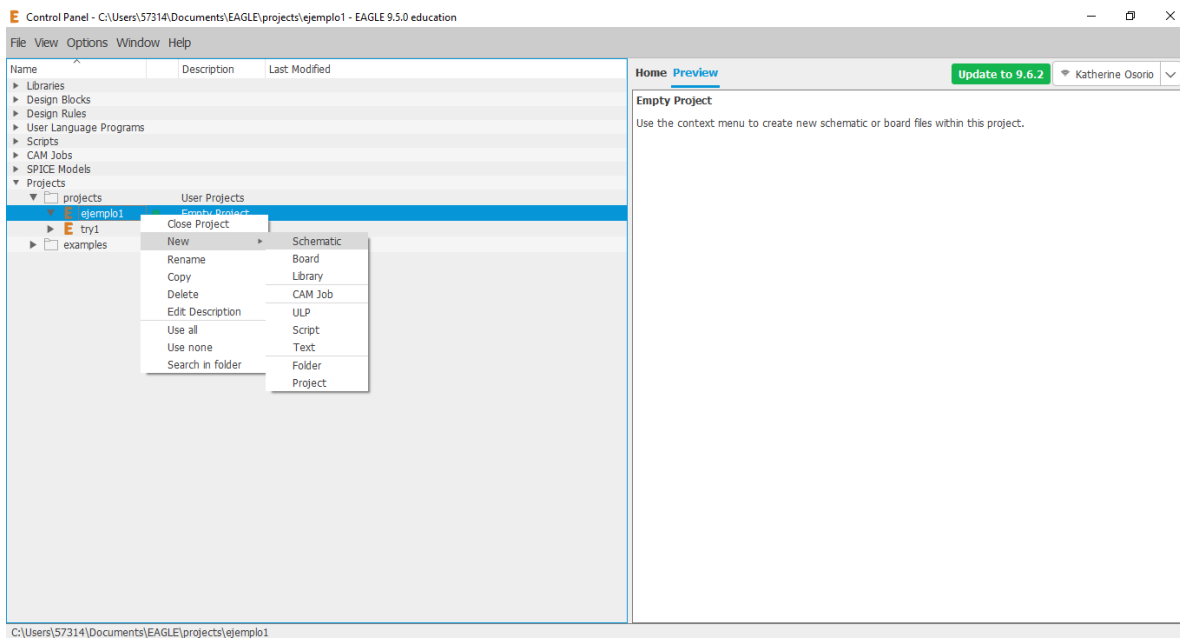 Control Panel - C:\Users\57314\Documents\EAGLE\projects\ejemplo1 - EAGLE 9.5.0 education
File View Options Window Help
Name Description Last Modified
Libraries
Design Blocks
Design Rules
User Language Programs
Scripts
CAM Jobs
SPICE Models
Projects
projects User Projects
ejemplo1 Empty Project
try1
examples
Close Project
New
Rename
Copy
Delete
Edit Description
Use all
Use none
Search in folder
Schematic
Board
Library
CAM Job
ULP
Script
Text
Folder
Project
Home Preview
Update to 9.6.2 Katherine Osorio
Empty Project
Use the context menu to create new schematic or board files within this project.
C:\Users\57314\Documents\EAGLE\projects\ejemplo1